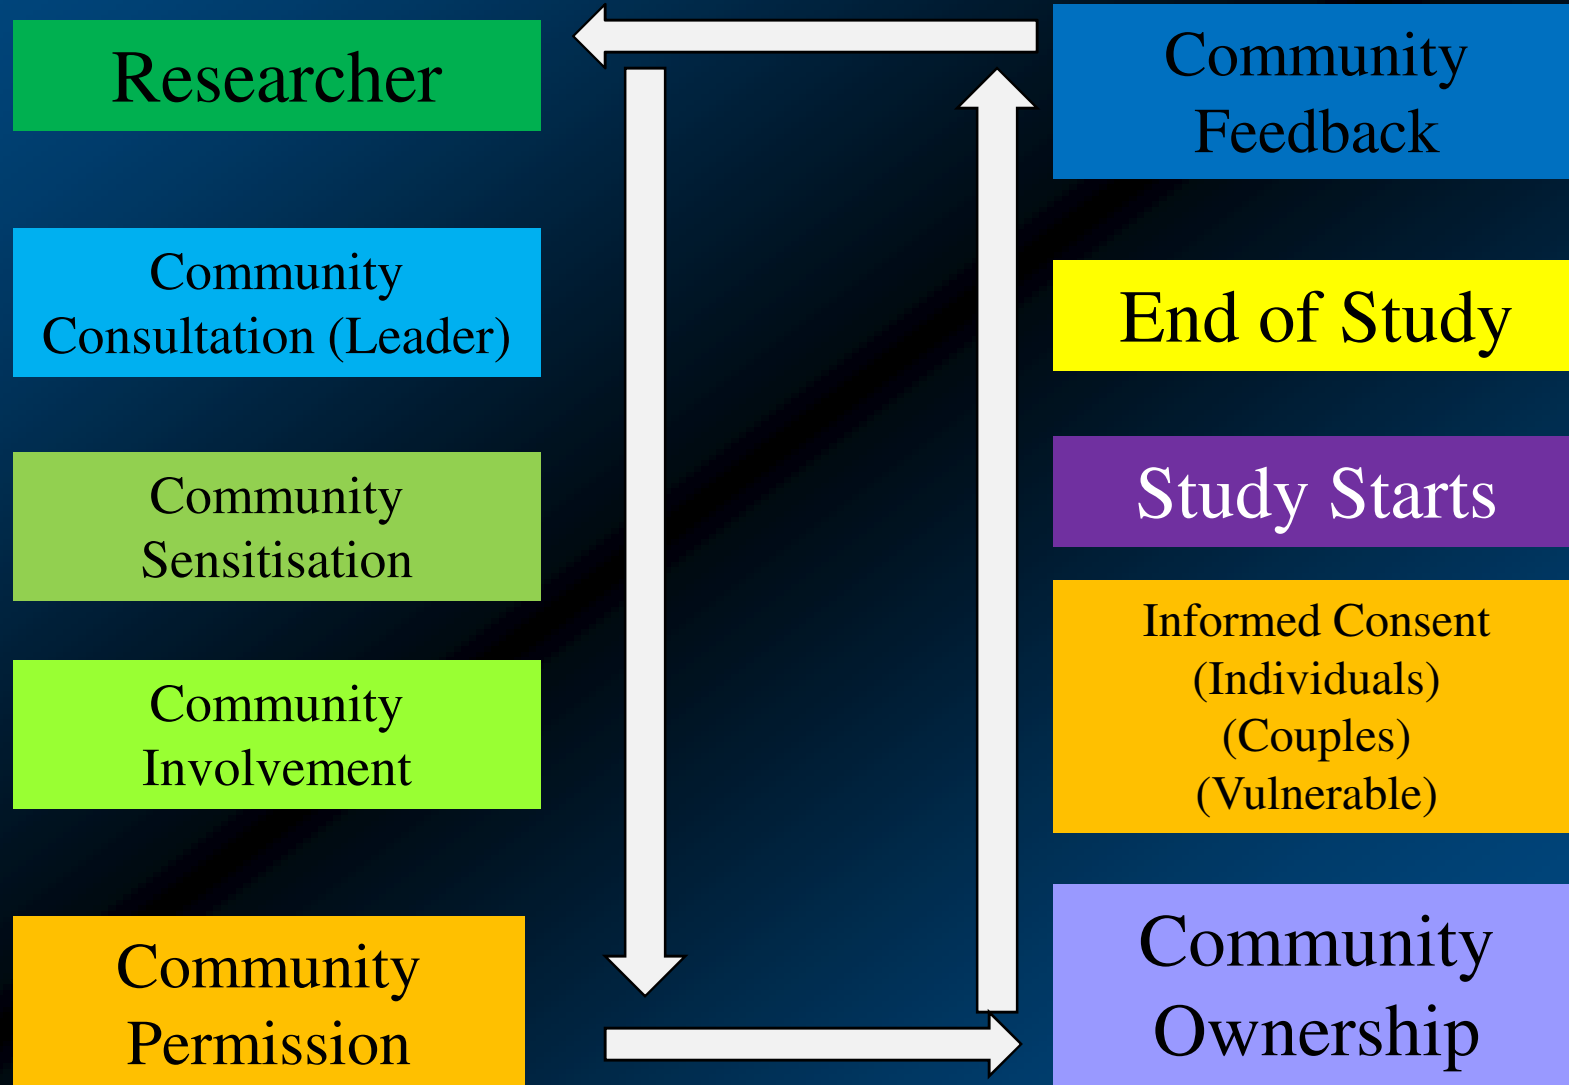 Researcher
Community
Consultation (Leader)
Community
Sensitisation
Community
Involvement
Community
Permission
Community
Ownership
Informed Consent
(Individuals)
(Couples)
(Vulnerable)
Study Starts
End of Study
Community
Feedback